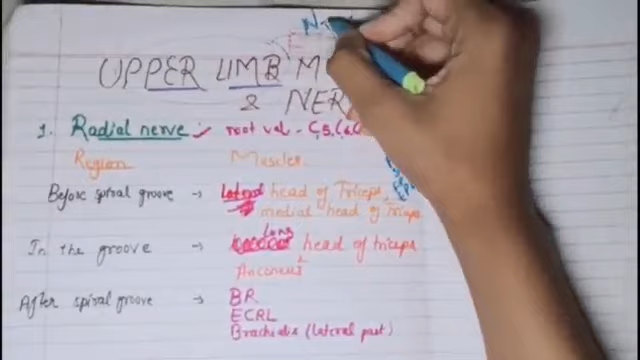 UPPER LIMB M
& NER
1. Radial nerve root val - C5, C6,
Region Muscles
Before spiral groove → lateral head of Triceps,
medial head of Triceps
In the groove → long head of triceps,
Anconeus
After spiral groove → BR
ECRL
Brachialis (lateral part)